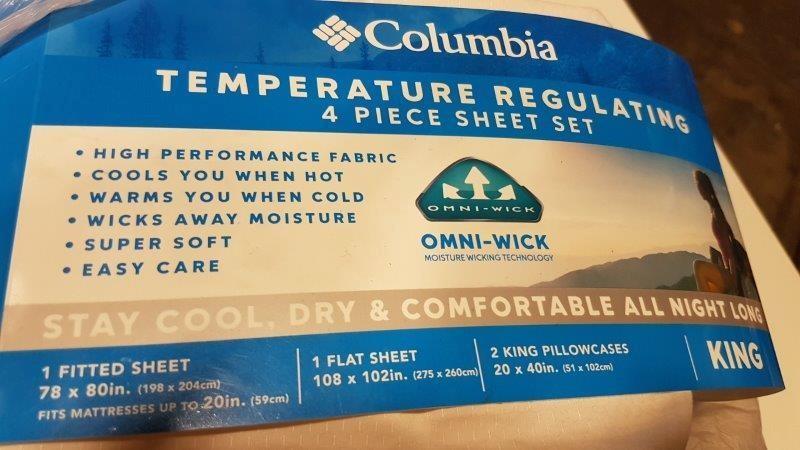 Columbia
TEMPERATURE REGULATING
4 PIECE SHEET SET
• HIGH PERFORMANCE FABRIC
• COOLS YOU WHEN HOT
• WARMS YOU WHEN COLD
• WICKS AWAY MOISTURE
• SUPER SOFT
• EASY CARE
OMNI-WICK
OMNI-WICK
MOISTURE WICKING TECHNOLOGY
STAY COOL, DRY & COMFORTABLE ALL NIGHT LONG
1 FITTED SHEET
78 x 80in. (198 x 204cm)
FITS MATTRESSES UP TO 20in. (59cm)
1 FLAT SHEET
108 x 102in. (275 x 260cm)
2 KING PILLOWCASES
20 x 40in. (51 x 102cm)
KING